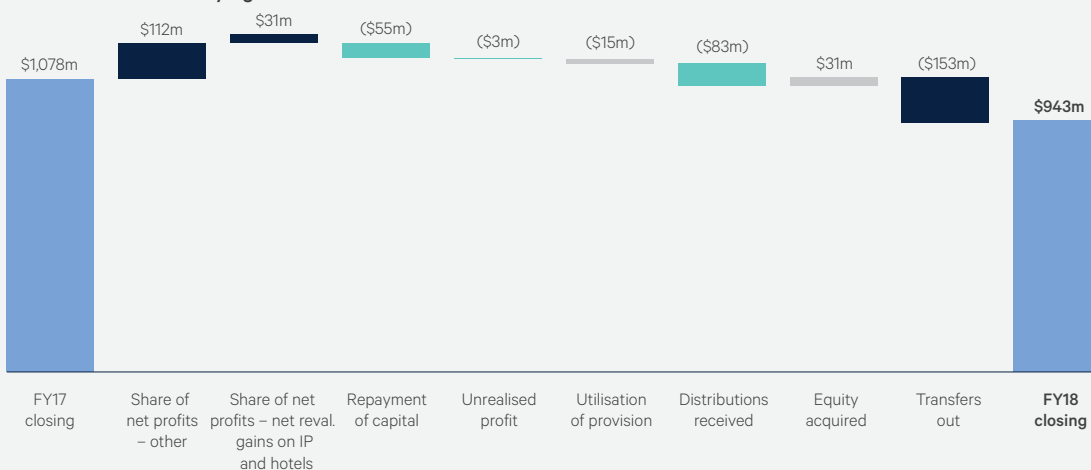 $1,078m
$112m
$31m
($55m)
($3m)
($15m)
($83m)
$31m
($153m)
$943m
FY17
closing
Share of
net profits
– other
Share of net
profits – net reval.
gains on IP
and hotels
Repayment
of capital
Unrealised
profit
Utilisation
of provision
Distributions
received
Equity
acquired
Transfers
out
FY18
closing